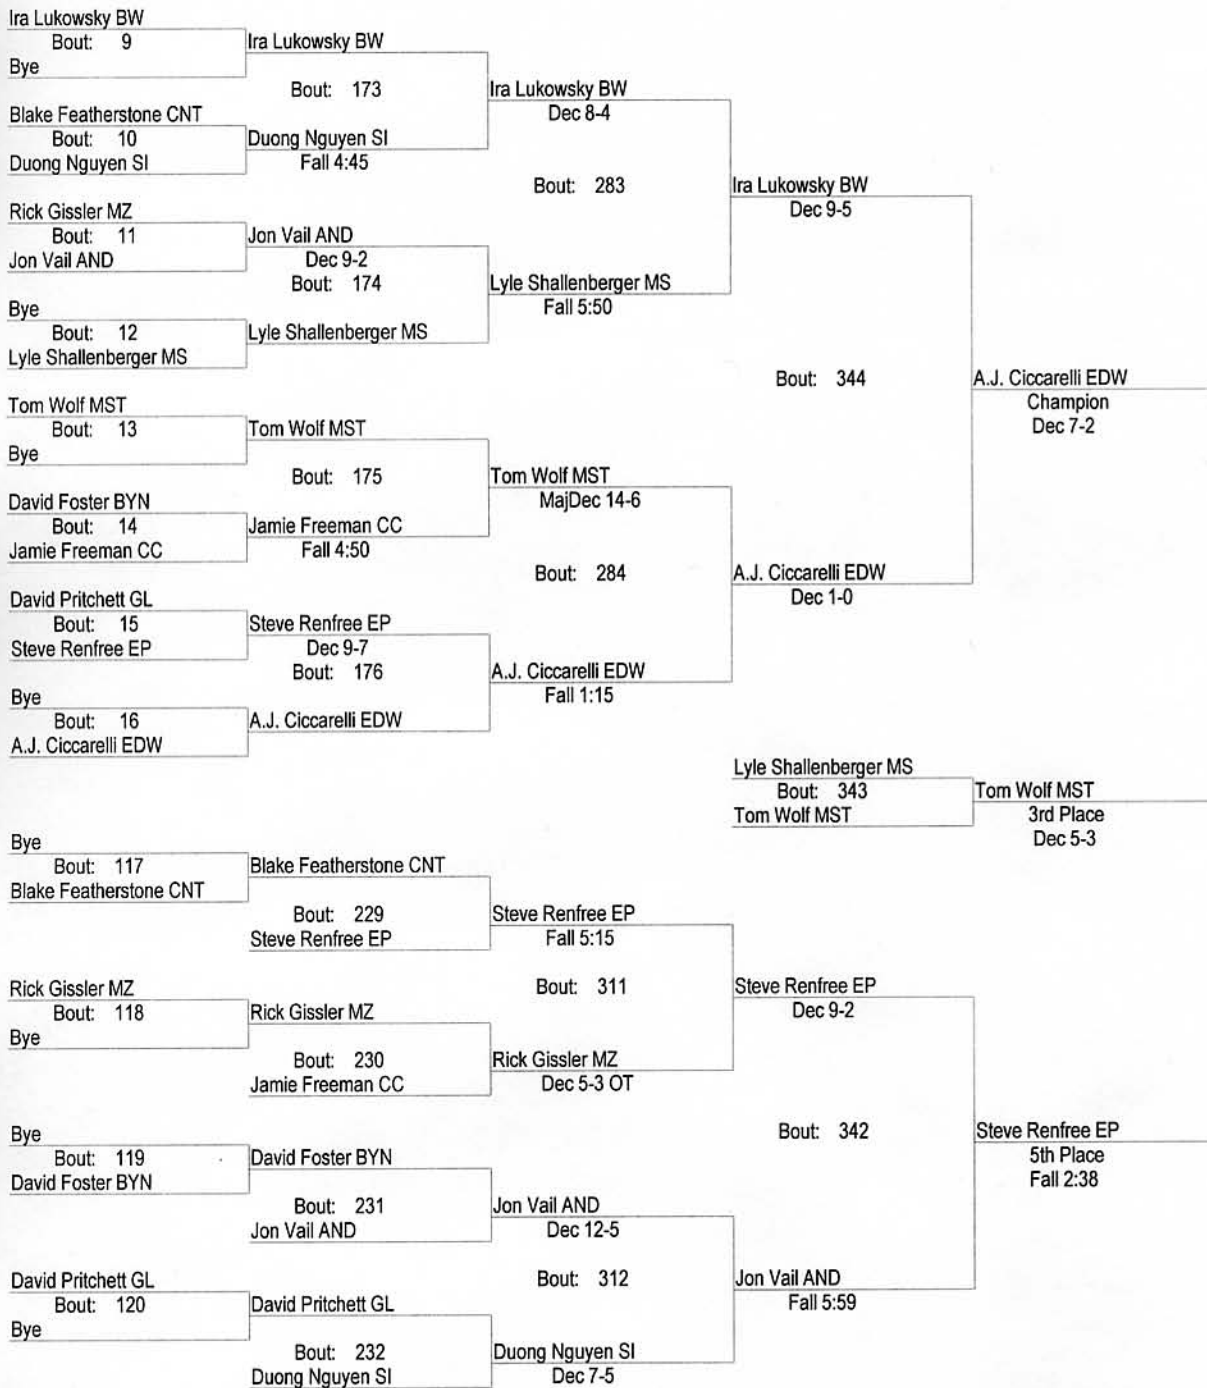 Ira Lukowsky BW
Bout: 9
Bye
Ira Lukowsky BW
Bout: 173
Blake Featherstone CNT
Bout: 10
Duong Nguyen SI
Duong Nguyen SI
Fall 4:45
Ira Lukowsky BW
Dec 8-4
Bout: 283
Rick Gissler MZ
Bout: 11
Jon Vail AND
Jon Vail AND
Dec 9-2
Bout: 174
Bye
Bout: 12
Lyle Shallenberger MS
Lyle Shallenberger MS
Lyle Shallenberger MS
Fall 5:50
Ira Lukowsky BW
Dec 9-5
Bout: 344
Tom Wolf MST
Bout: 13
Bye
Tom Wolf MST
Bout: 175
David Foster BYN
Bout: 14
Jamie Freeman CC
Jamie Freeman CC
Fall 4:50
Tom Wolf MST
MajDec 14-6
Bout: 284
David Pritchett GL
Bout: 15
Steve Renfree EP
Steve Renfree EP
Dec 9-7
Bout: 176
Bye
Bout: 16
A.J. Ciccarelli EDW
A.J. Ciccarelli EDW
A.J. Ciccarelli EDW
Fall 1:15
A.J. Ciccarelli EDW
Dec 1-0
A.J. Ciccarelli EDW
Champion
Dec 7-2
Lyle Shallenberger MS
Bout: 343
Tom Wolf MST
Tom Wolf MST
3rd Place
Dec 5-3
Bye
Bout: 117
Blake Featherstone CNT
Blake Featherstone CNT
Bout: 229
Steve Renfree EP
Steve Renfree EP
Fall 5:15
Bout: 311
Rick Gissler MZ
Bout: 118
Bye
Rick Gissler MZ
Bout: 230
Jamie Freeman CC
Rick Gissler MZ
Dec 5-3 OT
Steve Renfree EP
Dec 9-2
Bout: 342
Bye
Bout: 119
David Foster BYN
David Foster BYN
Bout: 231
Jon Vail AND
Jon Vail AND
Dec 12-5
Bout: 312
David Pritchett GL
Bout: 120
Bye
David Pritchett GL
Bout: 232
Duong Nguyen SI
Duong Nguyen SI
Dec 7-5
Jon Vail AND
Fall 5:59
Steve Renfree EP
5th Place
Fall 2:38